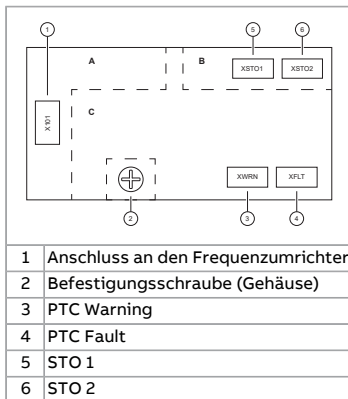 1 5 6
A B XSTO1 XSTO2
C
X101
XWRN XFLT
2 3 4
1 Anschluss an den Frequenzumrichter
2 Befestigungsschraube (Gehäuse)
3 PTC Warning
4 PTC Fault
5 STO 1
6 STO 2